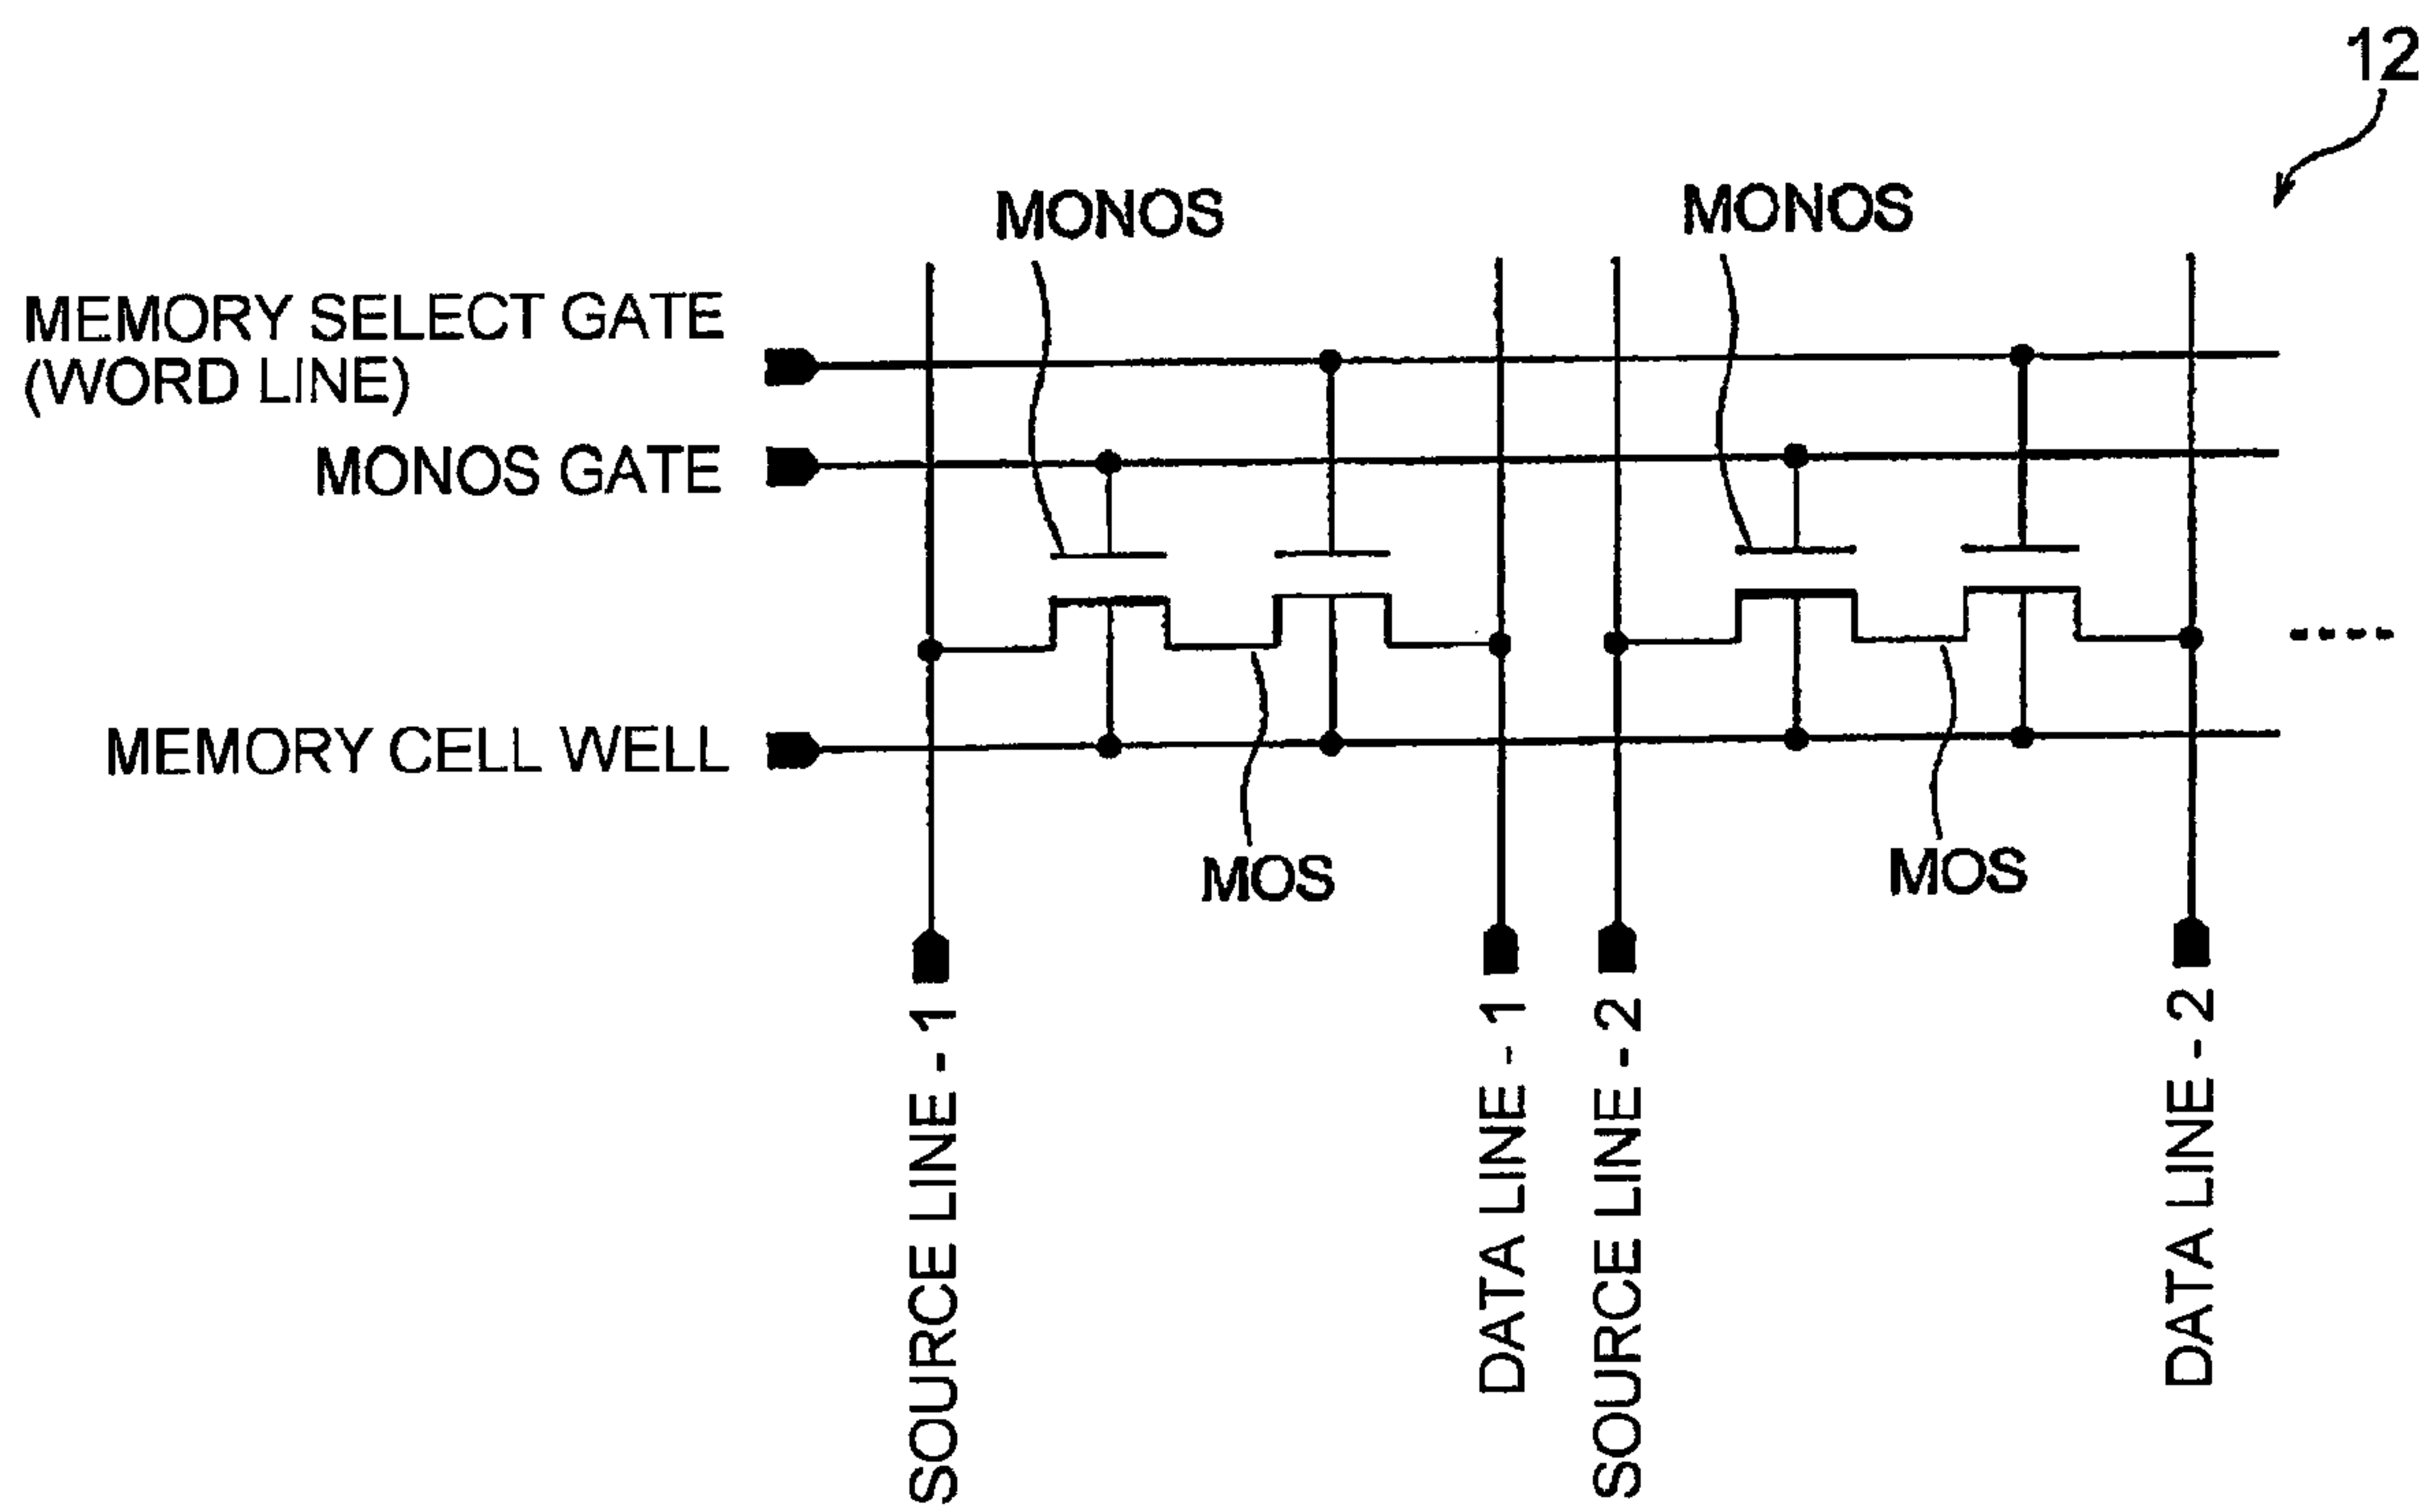 12
MONOS
MONOS
MEMORY SELECT GATE
(WORD LINE)
MONOS GATE
MEMORY CELL WELL
MOS
MOS
SOURCE LINE - 1
DATA LINE - 1
SOURCE LINE - 2
DATA LINE - 2